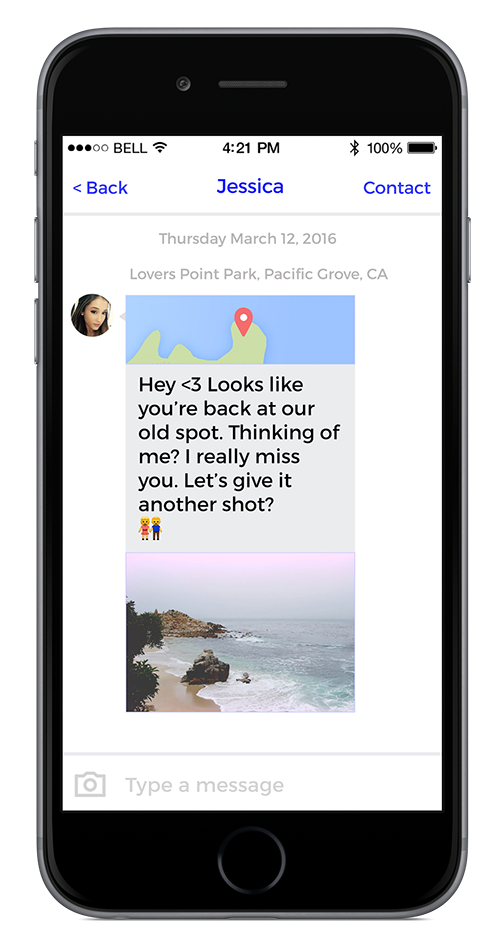 BELL 4:21 PM 100%
< Back Jessica Contact
Thursday March 12, 2016
Lovers Point Park, Pacific Grove, CA
Hey <3 Looks like
you’re back at our
old spot. Thinking of
me? I really miss
you. Let’s give it
another shot?
Type a message